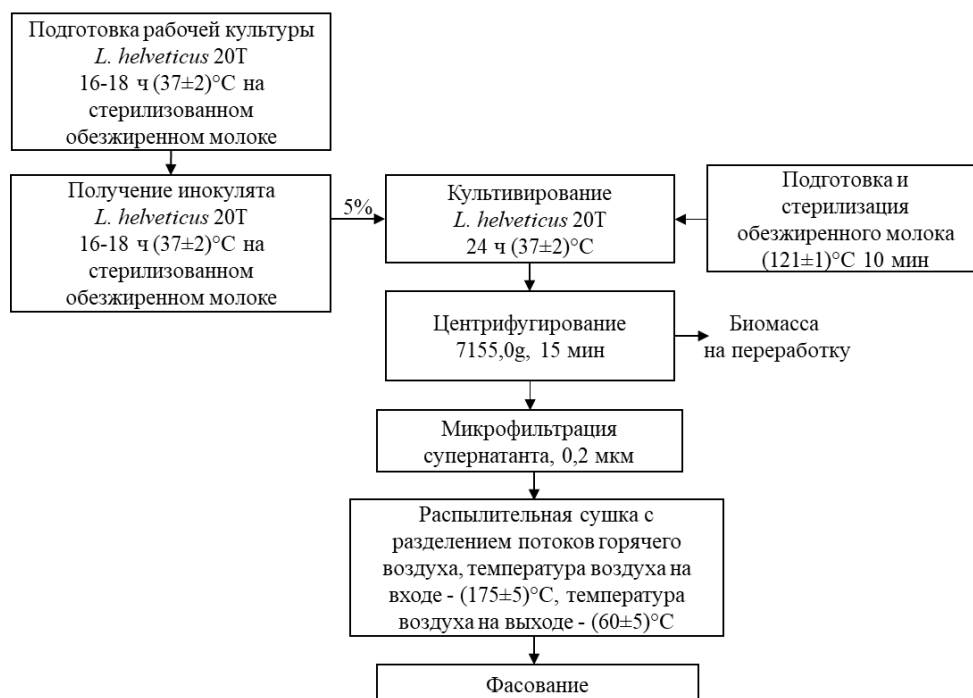 Подготовка рабочей культуры
L. helveticus 20Т
16-18 ч (37±2)°С на
стерилизованном
обезжиренном молоке
Получение инокулята
L. helveticus 20Т
16-18 ч (37±2)°С на
стерилизованном
обезжиренном молоке
5%
Культивирование
L. helveticus 20Т
24 ч (37±2)°С
Подготовка и
стерилизация
обезжиренного молока
(121±1)°С 10 мин
Центрифугирование
7155,0g, 15 мин
Биомасса
на переработку
Микрофильтрация
супернатанта, 0,2 мкм
Распылительная сушка с
разделением потоков горячего
воздуха, температура воздуха на
входе - (175±5)°С, температура
воздуха на выходе - (60±5)°С
Фасование